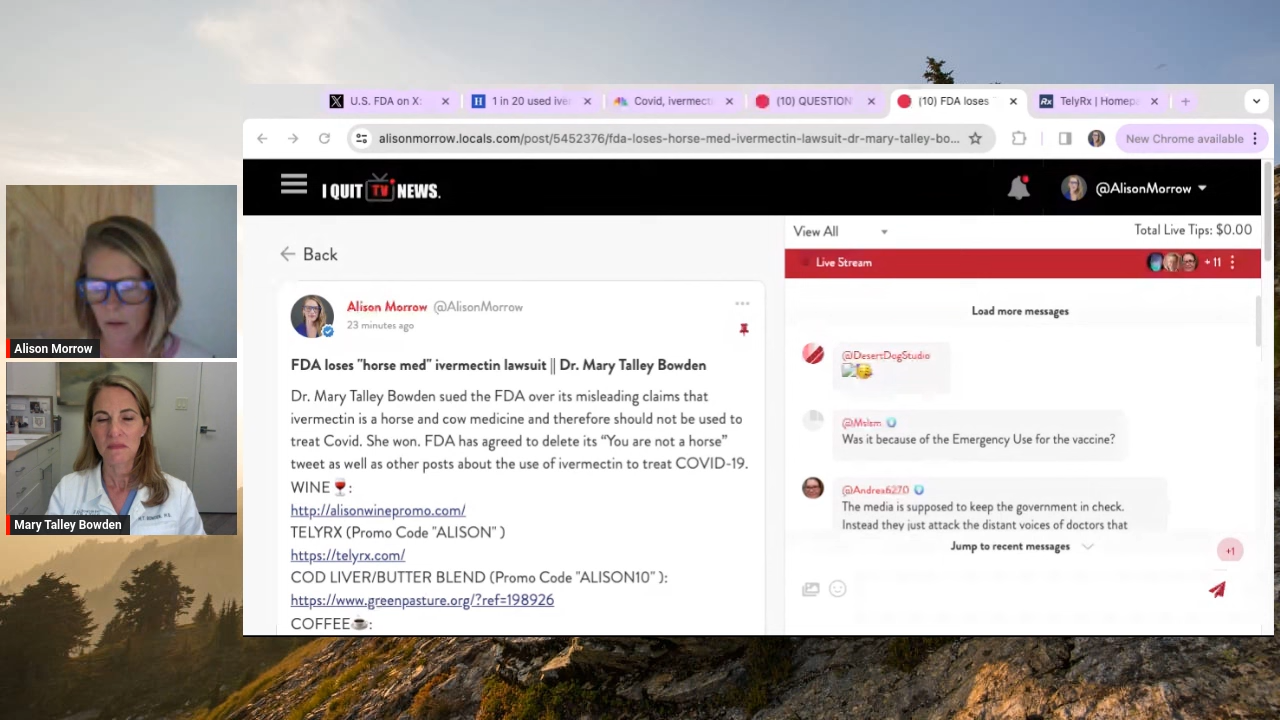 U.S. FDA on X:
1 in 20 used ive
Covid, ivermect
(10) QUESTION
(10) FDA loses
TelyRx | Homep
alisonmorrow.locals.com/post/5452376/fda-loses-horse-med-ivermectin-lawsuit-dr-mary-talley-bo...
New Chrome available
I QUIT TV NEWS.
@AlisonMorrow
Back
Alison Morrow @AlisonMorrow
23 minutes ago
FDA loses "horse med" ivermectin lawsuit || Dr. Mary Talley Bowden
Dr. Mary Talley Bowden sued the FDA over its misleading claims that
ivermectin is a horse and cow medicine and therefore should not be used to
treat Covid. She won. FDA has agreed to delete its “You are not a horse”
tweet as well as other posts about the use of ivermectin to treat COVID-19.
WINE🍷:
http://alisonwinepromo.com/
TELYRX (Promo Code "ALISON" )
https://telyrx.com/
COD LIVER/BUTTER BLEND (Promo Code "ALISON10" ):
https://www.greenpasture.org/?ref=198926
COFFEE☕:
View All
Total Live Tips: $0.00
Live Stream
+11
Load more messages
@DesertDogStudio
@Mslsm
Was it because of the Emergency Use for the vaccine?
@Andrea6270
The media is supposed to keep the government in check.
Instead they just attack the distant voices of doctors that
Jump to recent messages
+1
Alison Morrow
Mary Talley Bowden